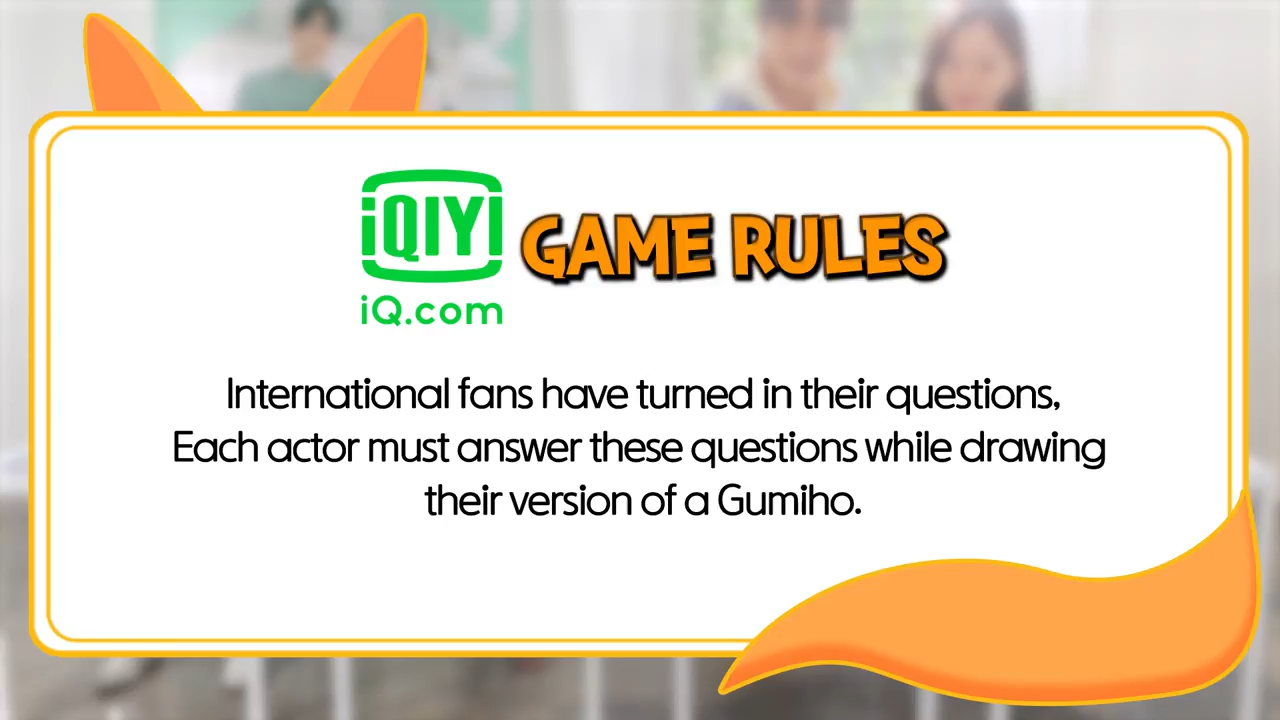 iQIYI
iQ.com
GAME RULES
International fans have turned in their questions,
Each actor must answer these questions while drawing
their version of a Gumiho.